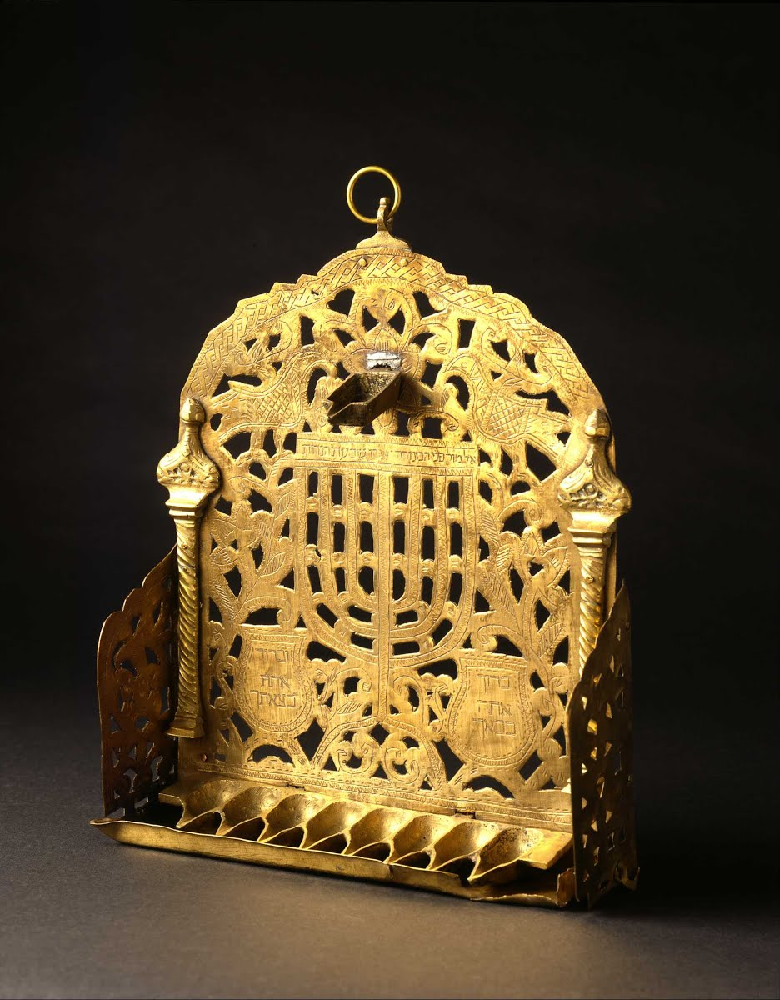 אל מול פני המנורה יאירו שבעת הנרות
ברוך
אתה
בבאך
וברוך
אתה
בצאתך